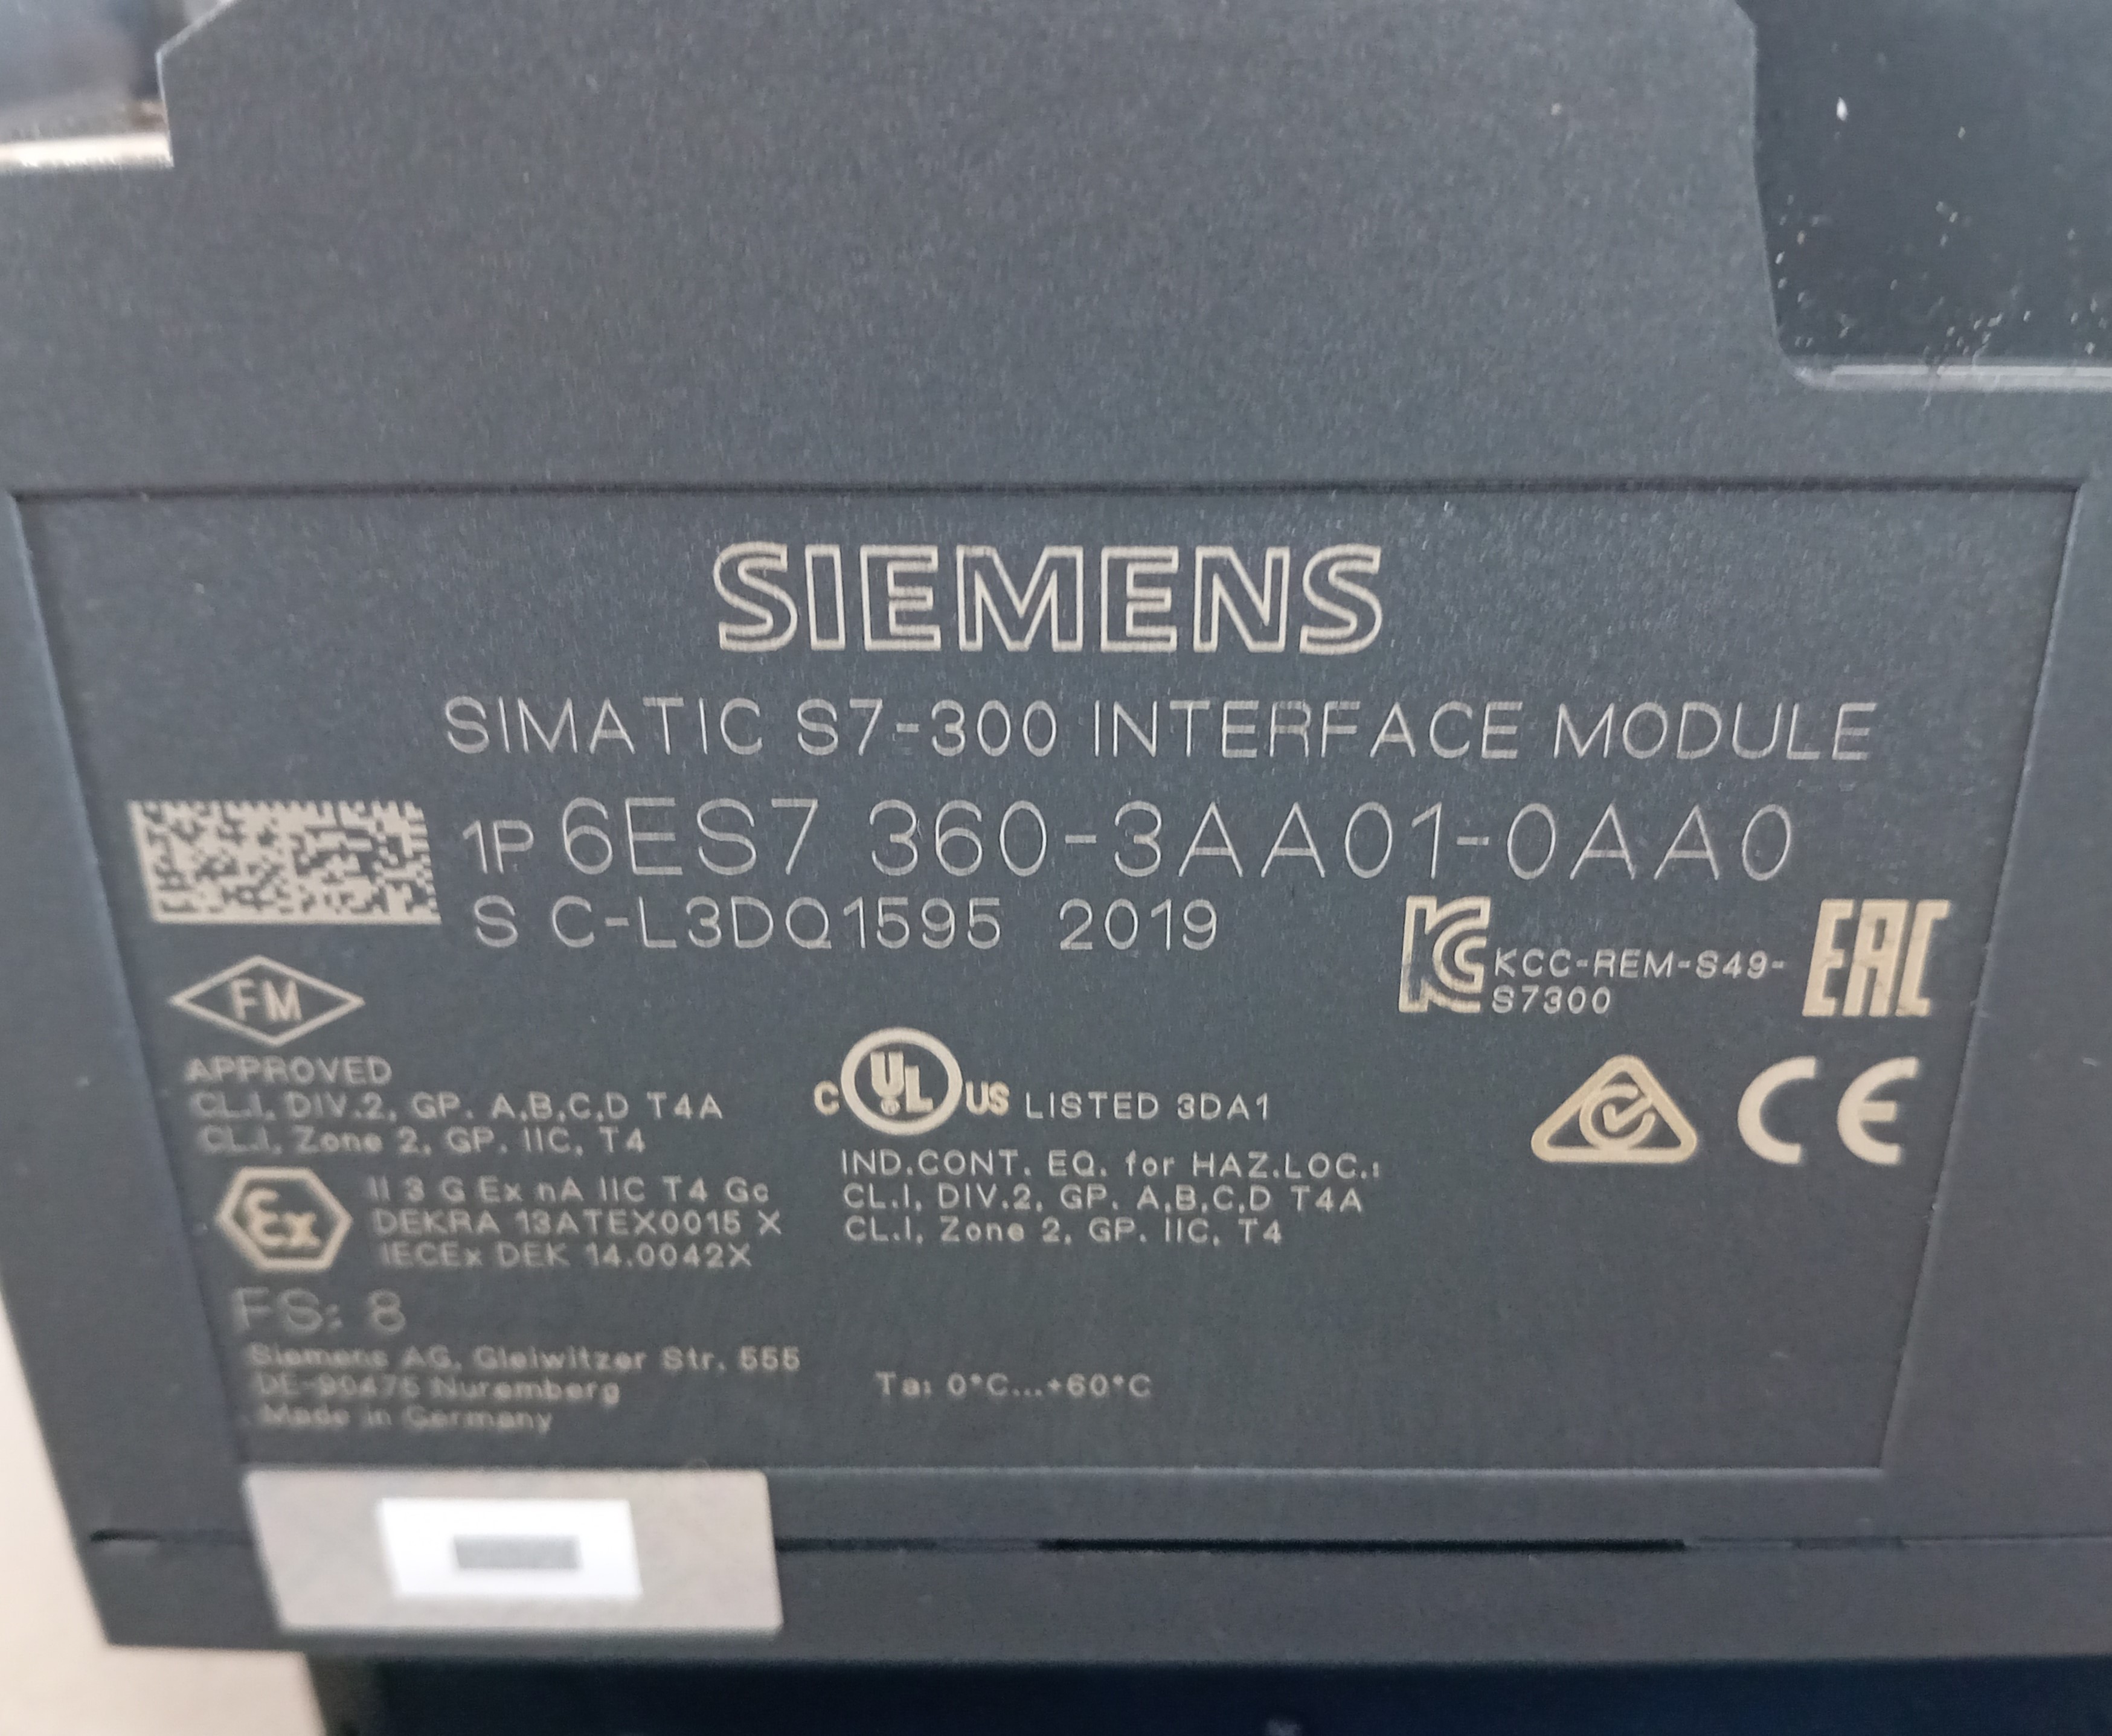 SIEMENS
SIMATIC S7-300 INTERFACE MODULE
1P 6ES7 360-3AA01-0AA0
S C-L3DQ1595 2019
KCC-REM-S49-
S7300
EAC
FM
APPROVED
CL.I, DIV.2, GP. A,B,C,D T4A
CL.I, Zone 2, GP. IIC, T4
C UL US LISTED 3DA1
IND.CONT. EQ. for HAZ.LOC.:
CL.I, DIV.2, GP. A,B,C,D T4A
CL.I, Zone 2, GP. IIC, T4
CE
Ex
II 3 G Ex nA IIC T4 Gc
DEKRA 13ATEX0015 X
IECEx DEK 14.0042X
FS: 8
Siemens AG, Gleiwitzer Str. 555
DE-90475 Nuremberg
Made in Germany
Ta: 0°C...+60°C